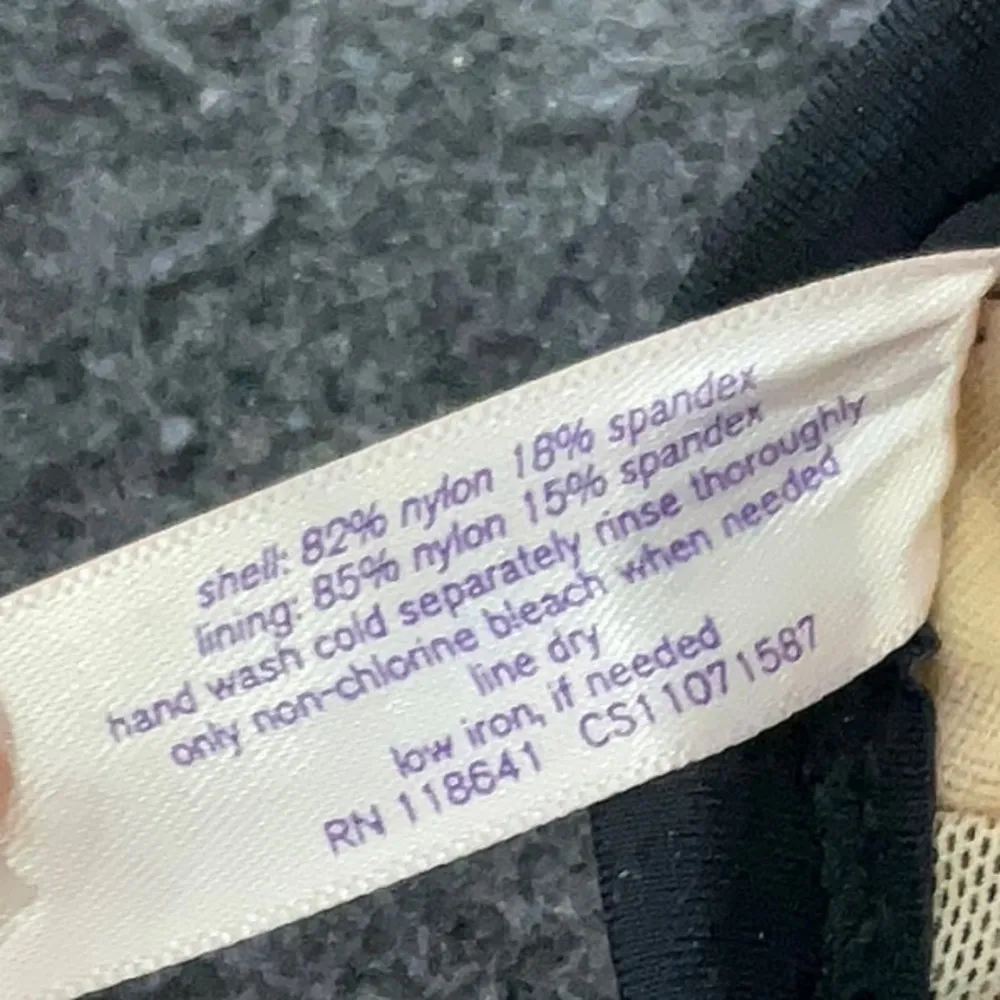 shell: 82% nylon 18% spandex
lining: 85% nylon 15% spandex
hand wash cold separately rinse thoroughly
only non-chlorine bleach when needed
line dry
low iron, if needed
RN 118641 CS11071587